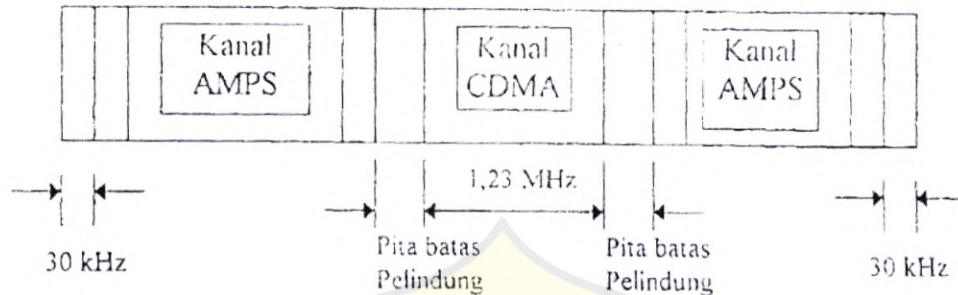 Kanal
AMPS
Kanal
CDMA
Kanal
AMPS
1,23 MHz
30 kHz
Pita batas
Pelindung
Pita batas
Pelindung
30 kHz